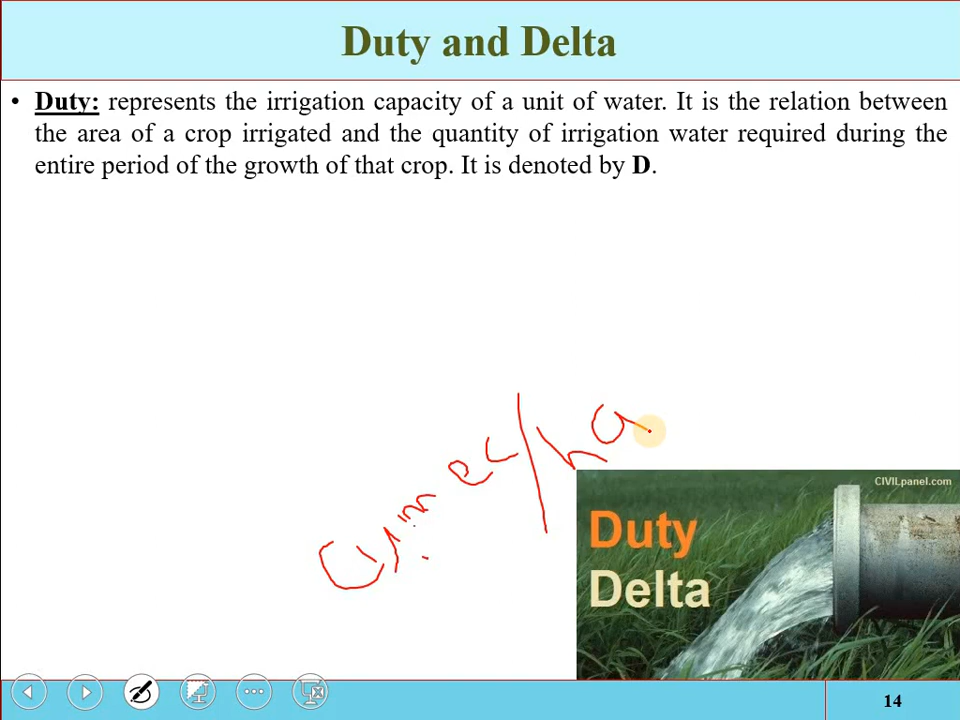 Duty and Delta
• Duty: represents the irrigation capacity of a unit of water. It is the relation between
the area of a crop irrigated and the quantity of irrigation water required during the
entire period of the growth of that crop. It is denoted by D.
/ha
CIVILpanel.com
Duty
Delta
14